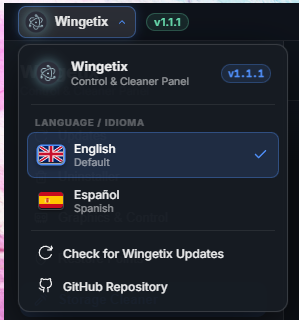 Wingetix
v1.1.1
Wingetix
Control & Cleaner Panel
v1.1.1
LANGUAGE / IDIOMA
English
Default
Español
Spanish
Check for Wingetix Updates
GitHub Repository